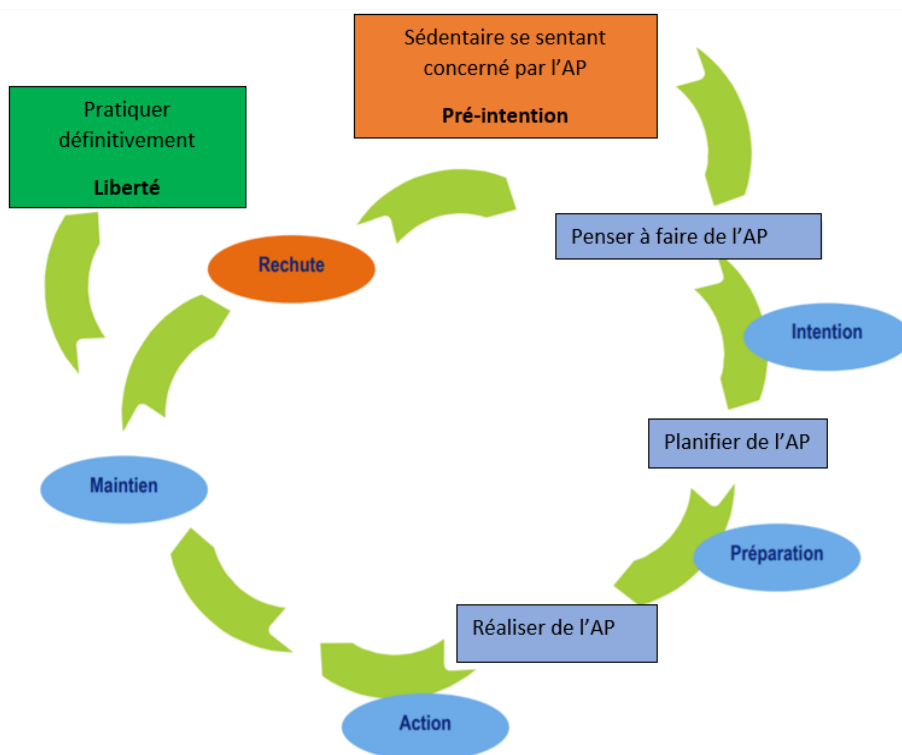 Sédentaire se sentant
concerné par l’AP
Pré-intention
Pratiquer
définitivement
Liberté
Penser à faire de l’AP
Rechute
Intention
Planifier de l’AP
Maintien
Préparation
Réaliser de l’AP
Action